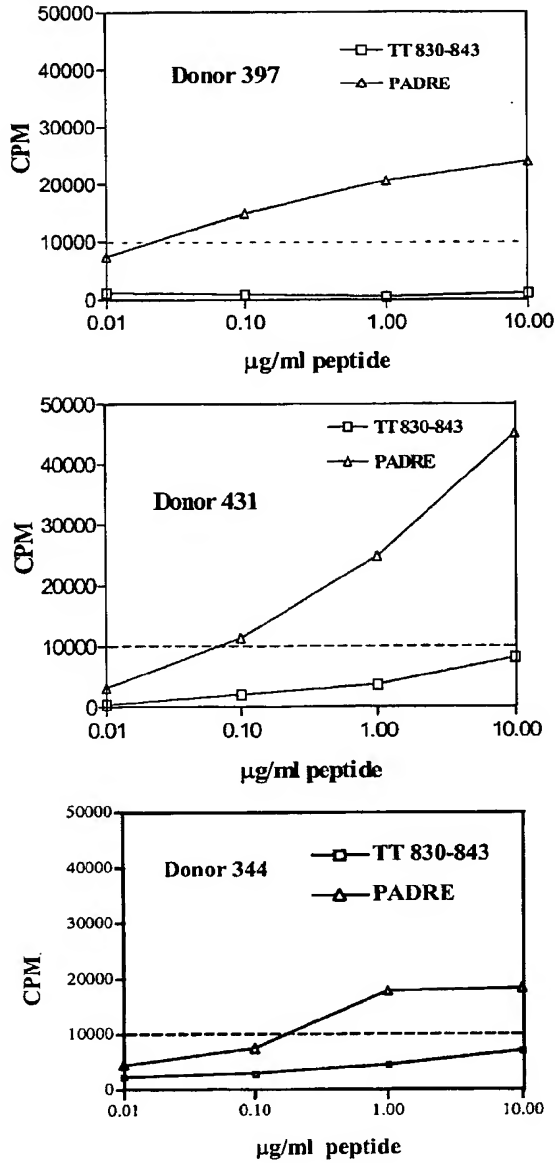 50000
TT 830-843
Donor 397
PADRE
40000
30000
CPM
20000
10000
0
0.01 0.10 1.00 10.00
μg/ml peptide
50000
TT 830-843
40000
PADRE
Donor 431
30000
CPM
20000
10000
0
0.01 0.10 1.00 10.00
μg/ml peptide
50000
TT 830-843
Donor 344
40000
PADRE
30000
CPM.
20000
10000
0
0.01 0.10 1.00 10.00
μg/ml peptide